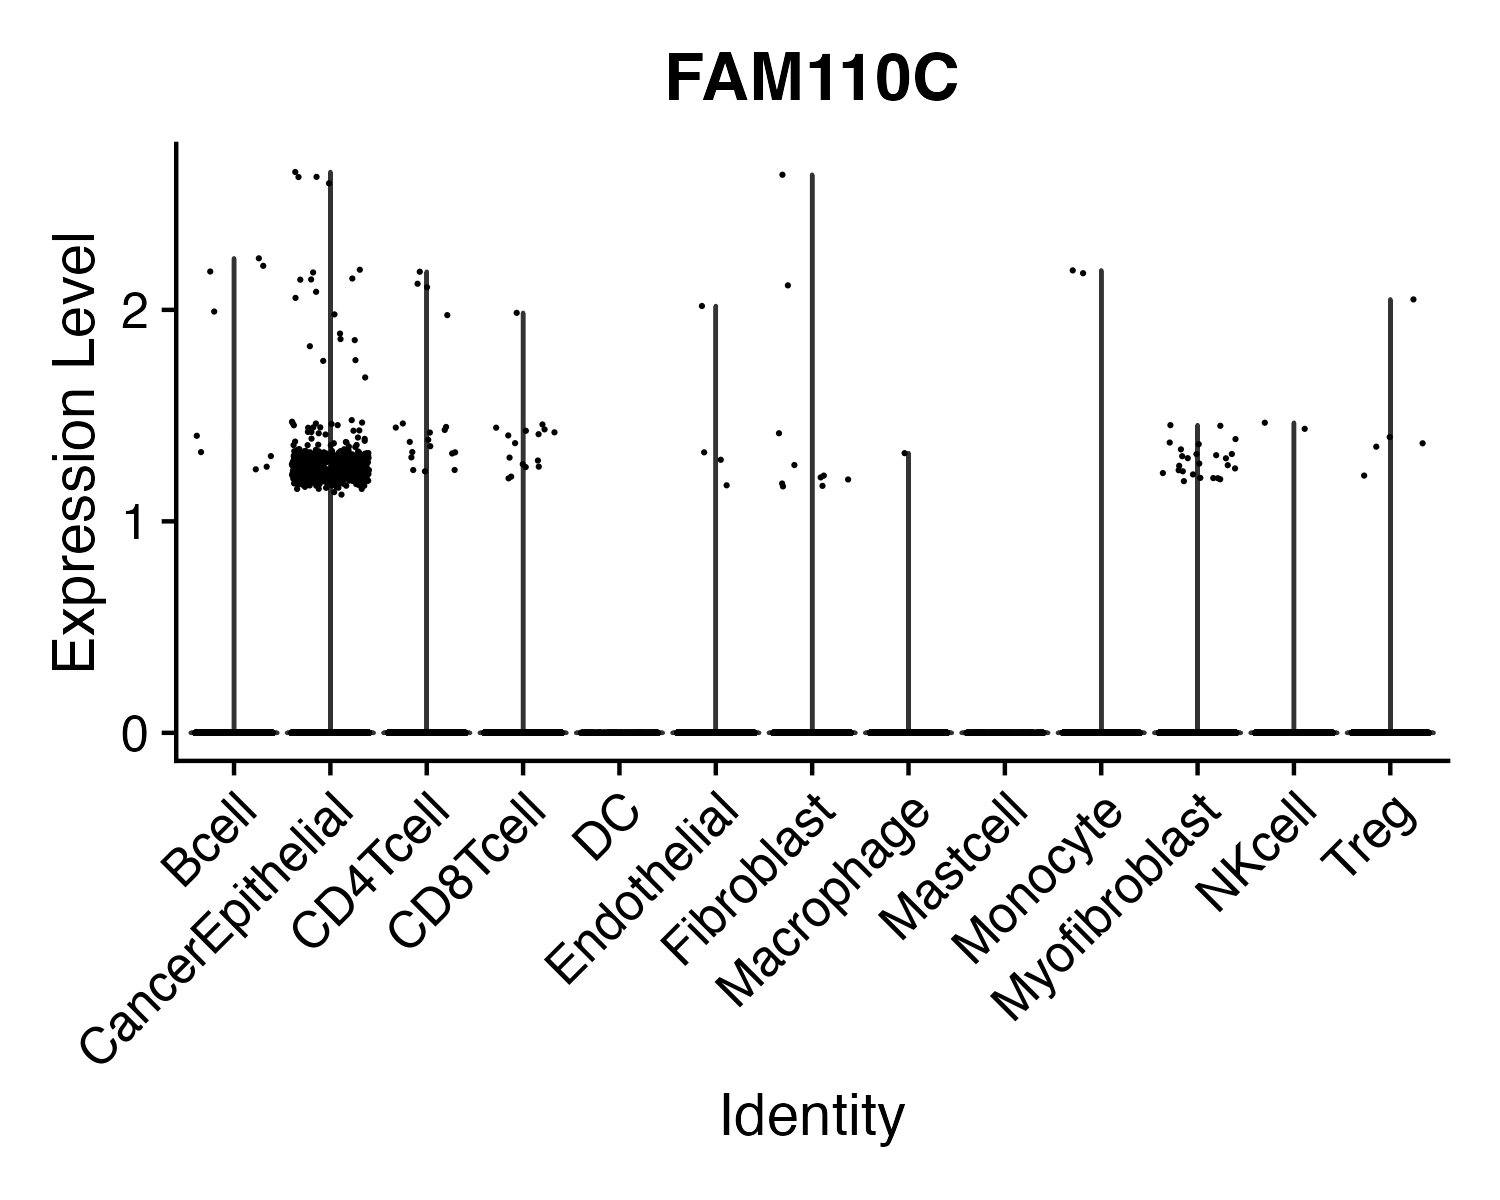 FAM110C
Expression Level
2
1
0
Bcell
CancerEpithelial
CD4Tcell
CD8Tcell
DC
Endothelial
Fibroblast
Macrophage
Mastcell
Monocyte
Myofibroblast
NKcell
Treg
Identity